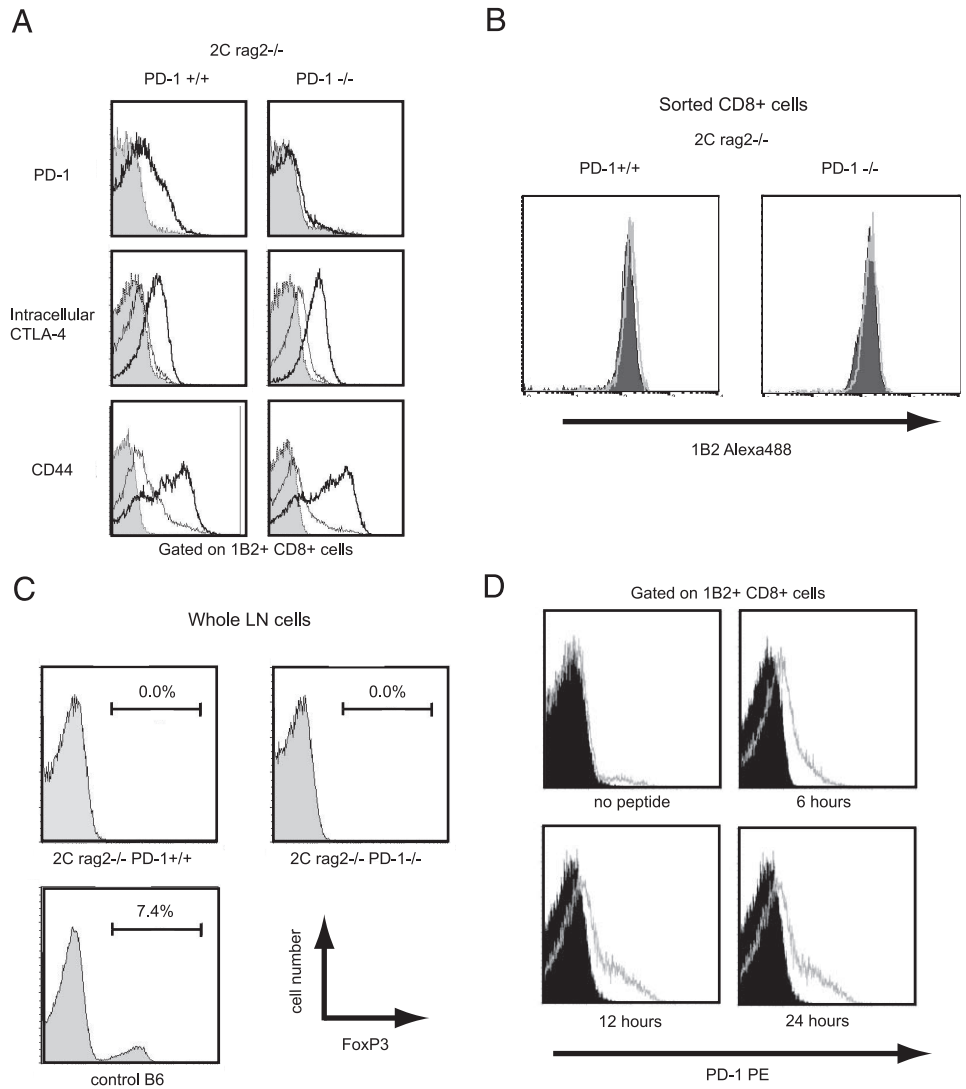 A
2C rag2-/-
PD-1 +/+
PD-1 -/-
PD-1
Intracellular
CTLA-4
CD44
Gated on 1B2+ CD8+ cells
B
Sorted CD8+ cells
2C rag2-/-
PD-1+/+
PD-1 -/-
1B2 Alexa488
C
Whole LN cells
0.0%
0.0%
2C rag2-/- PD-1+/+
2C rag2-/- PD-1-/-
7.4%
control B6
cell number
FoxP3
D
Gated on 1B2+ CD8+ cells
no peptide
6 hours
12 hours
24 hours
PD-1 PE